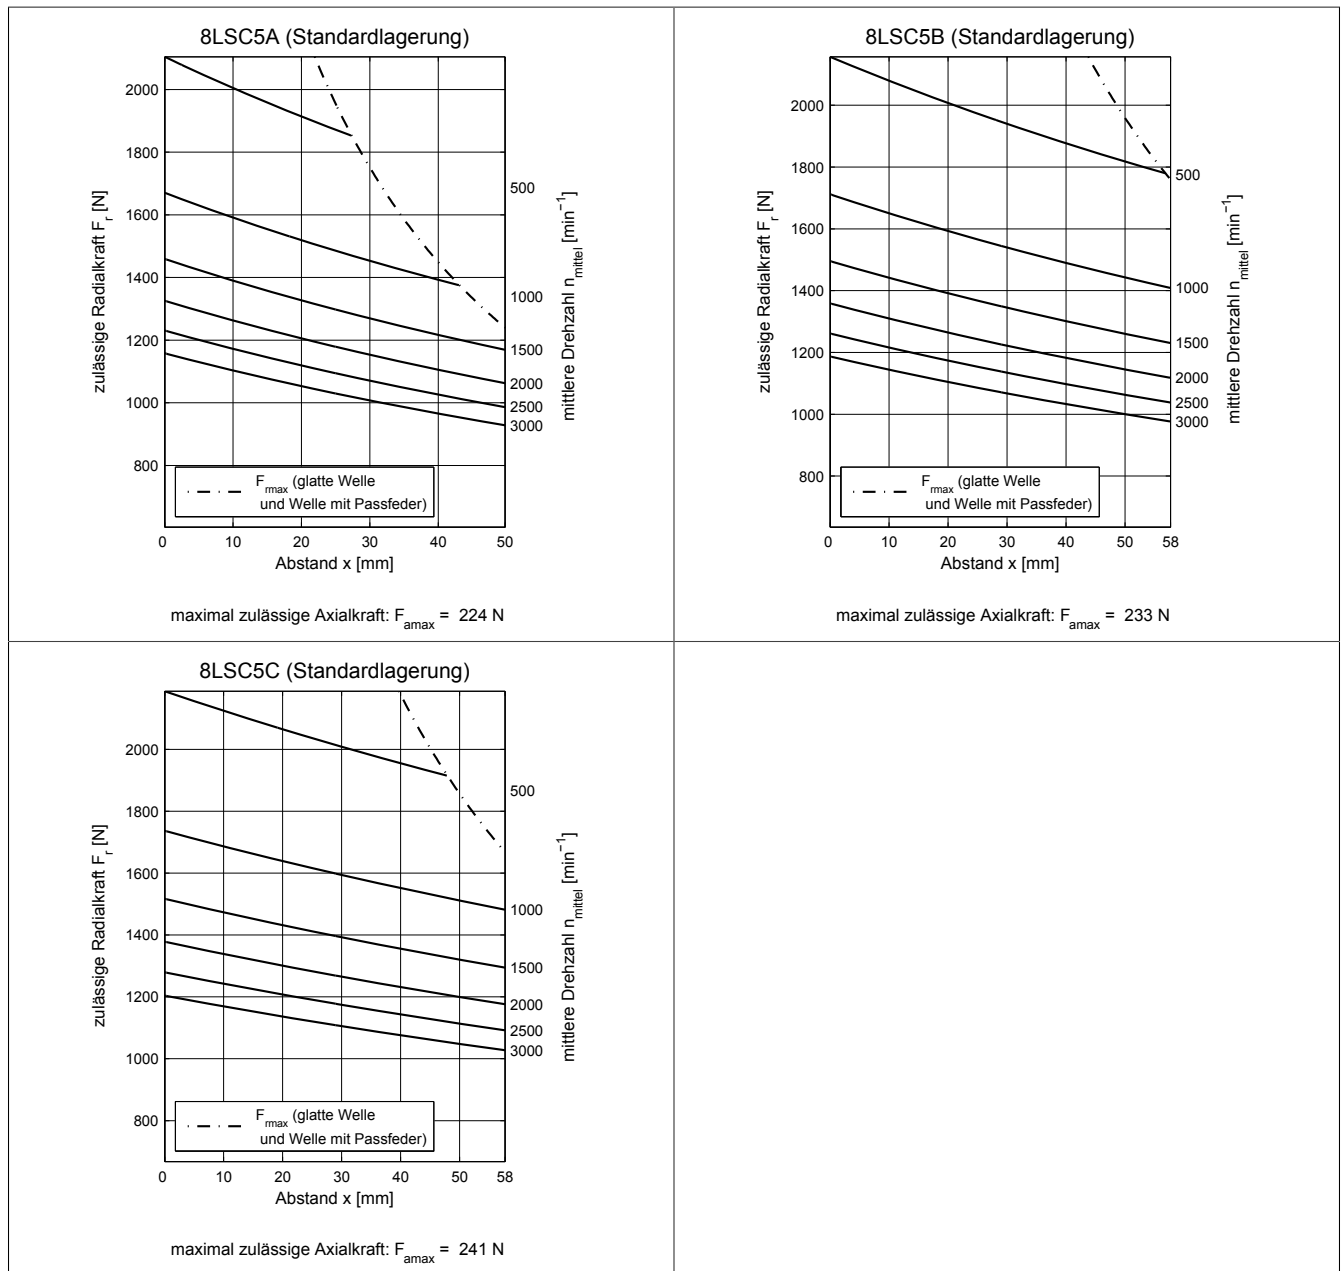 8LSC5A (Standardlagerung)
zulässige Radialkraft F_r [N]
2000
1800
1600
1400
1200
1000
800
500
1000
1500
2000
2500
3000
mittlere Drehzahl n_mittel [min⁻¹]
F_rmax (glatte Welle
und Welle mit Passfeder)
0 10 20 30 40 50
Abstand x [mm]
maximal zulässige Axialkraft: F_amax = 224 N
8LSC5B (Standardlagerung)
zulässige Radialkraft F_r [N]
2000
1800
1600
1400
1200
1000
800
500
1000
1500
2000
2500
3000
mittlere Drehzahl n_mittel [min⁻¹]
F_rmax (glatte Welle
und Welle mit Passfeder)
0 10 20 30 40 50 58
Abstand x [mm]
maximal zulässige Axialkraft: F_amax = 233 N
8LSC5C (Standardlagerung)
zulässige Radialkraft F_r [N]
2000
1800
1600
1400
1200
1000
800
500
1000
1500
2000
2500
3000
mittlere Drehzahl n_mittel [min⁻¹]
F_rmax (glatte Welle
und Welle mit Passfeder)
0 10 20 30 40 50 58
Abstand x [mm]
maximal zulässige Axialkraft: F_amax = 241 N